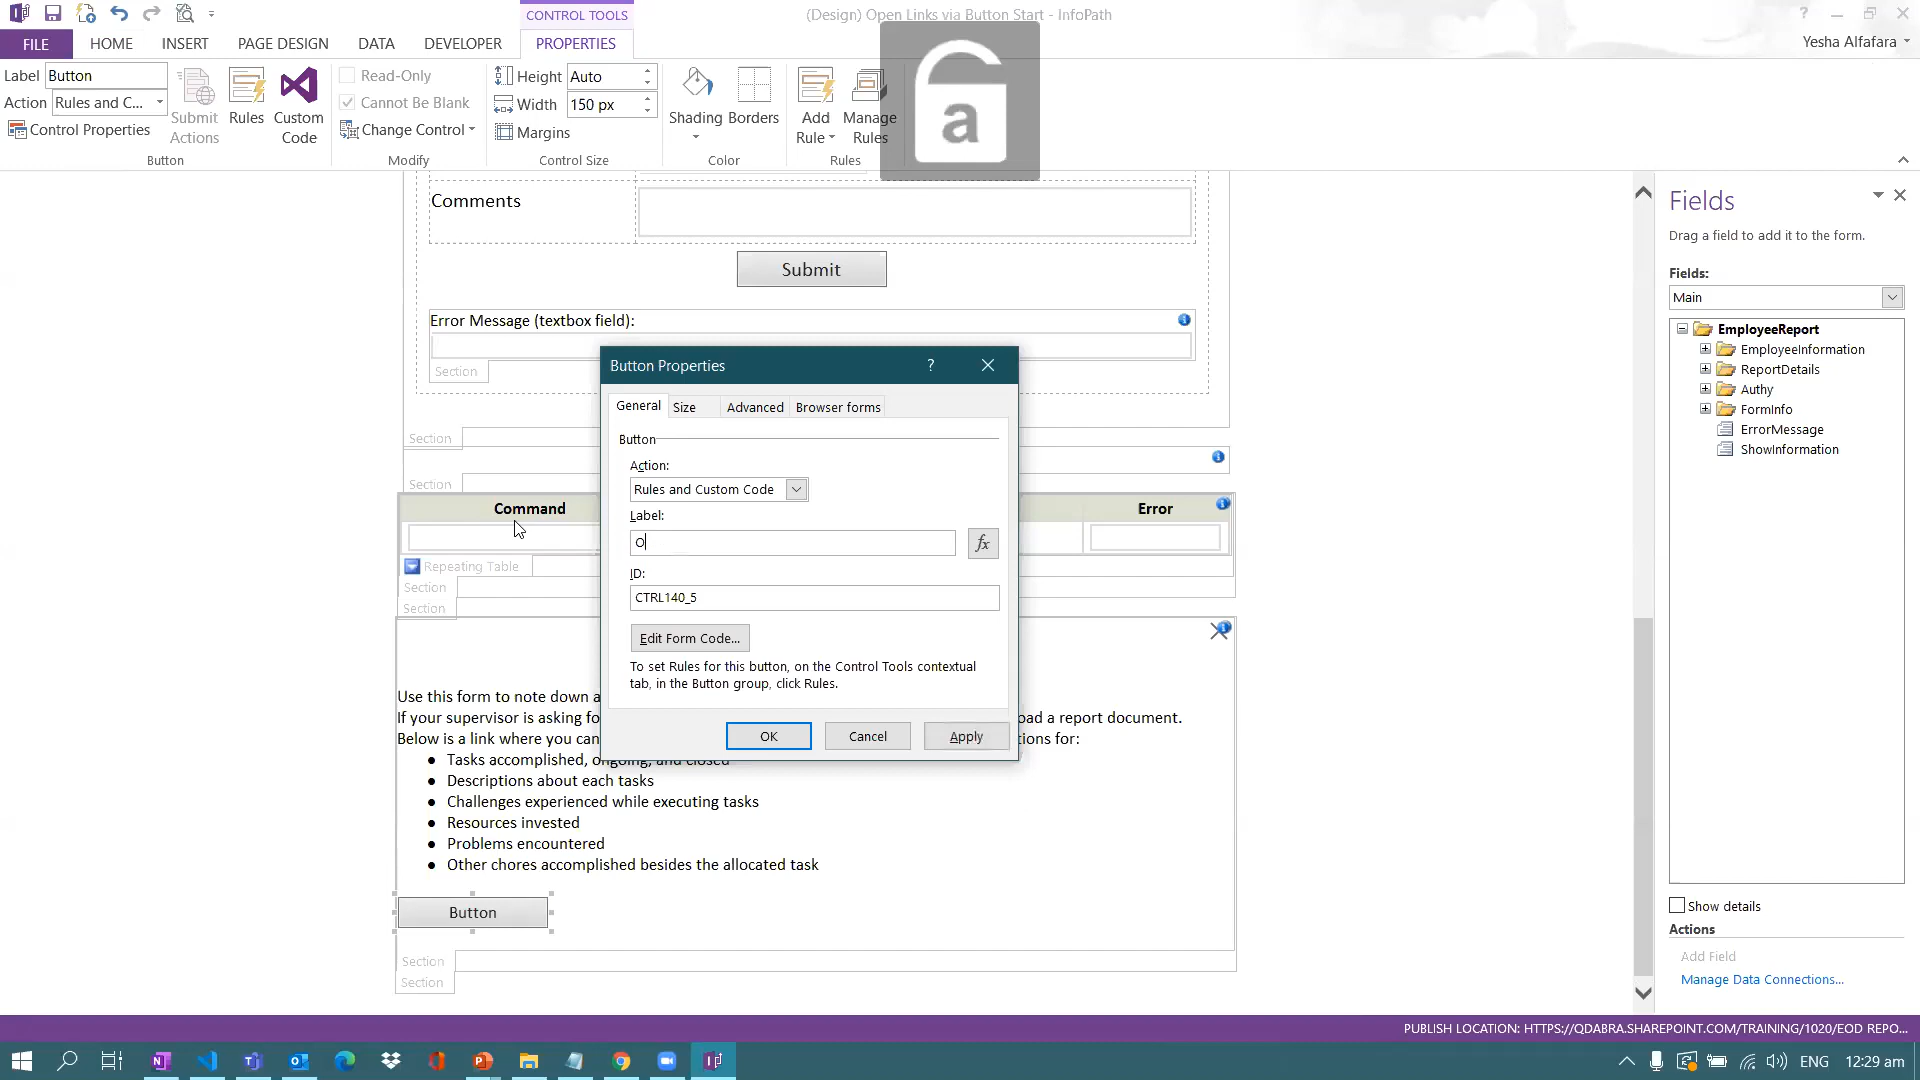 CONTROL TOOLS
(Design) Open Links via Button Start - InfoPath
?
FILE
HOME
INSERT
PAGE DESIGN
DATA
DEVELOPER
PROPERTIES
Yesha Alfafara
Label
Button
Action
Rules and C...
Control Properties
Submit
Actions
Rules
Custom
Code
Button
Read-Only
Cannot Be Blank
Change Control
Modify
Height
Auto
Width
150 px
Margins
Control Size
Shading
Borders
Color
Add
Rule
Manage
Rules
Rules
a
Comments
Submit
Error Message (textbox field):
Section
Section
Section
Command
Error
Repeating Table
Section
Section
Use this form to note down a
If your supervisor is asking fo
oad a report document.
Below is a link where you can
tions for:
Tasks accomplished, ongoing, and closed
Descriptions about each tasks
Challenges experienced while executing tasks
Resources invested
Problems encountered
Other chores accomplished besides the allocated task
Button
Section
Section
Button Properties
?
General
Size
Advanced
Browser forms
Button
Action:
Rules and Custom Code
Label:
O
fx
ID:
CTRL140_5
Edit Form Code...
To set Rules for this button, on the Control Tools contextual
tab, in the Button group, click Rules.
OK
Cancel
Apply
Fields
Drag a field to add it to the form.
Fields:
Main
EmployeeReport
EmployeeInformation
ReportDetails
Authy
FormInfo
ErrorMessage
ShowInformation
Show details
Actions
Add Field
Manage Data Connections...
PUBLISH LOCATION: HTTPS://QDABRA.SHAREPOINT.COM/TRAINING/1020/EOD REPO...
ENG
12:29 am